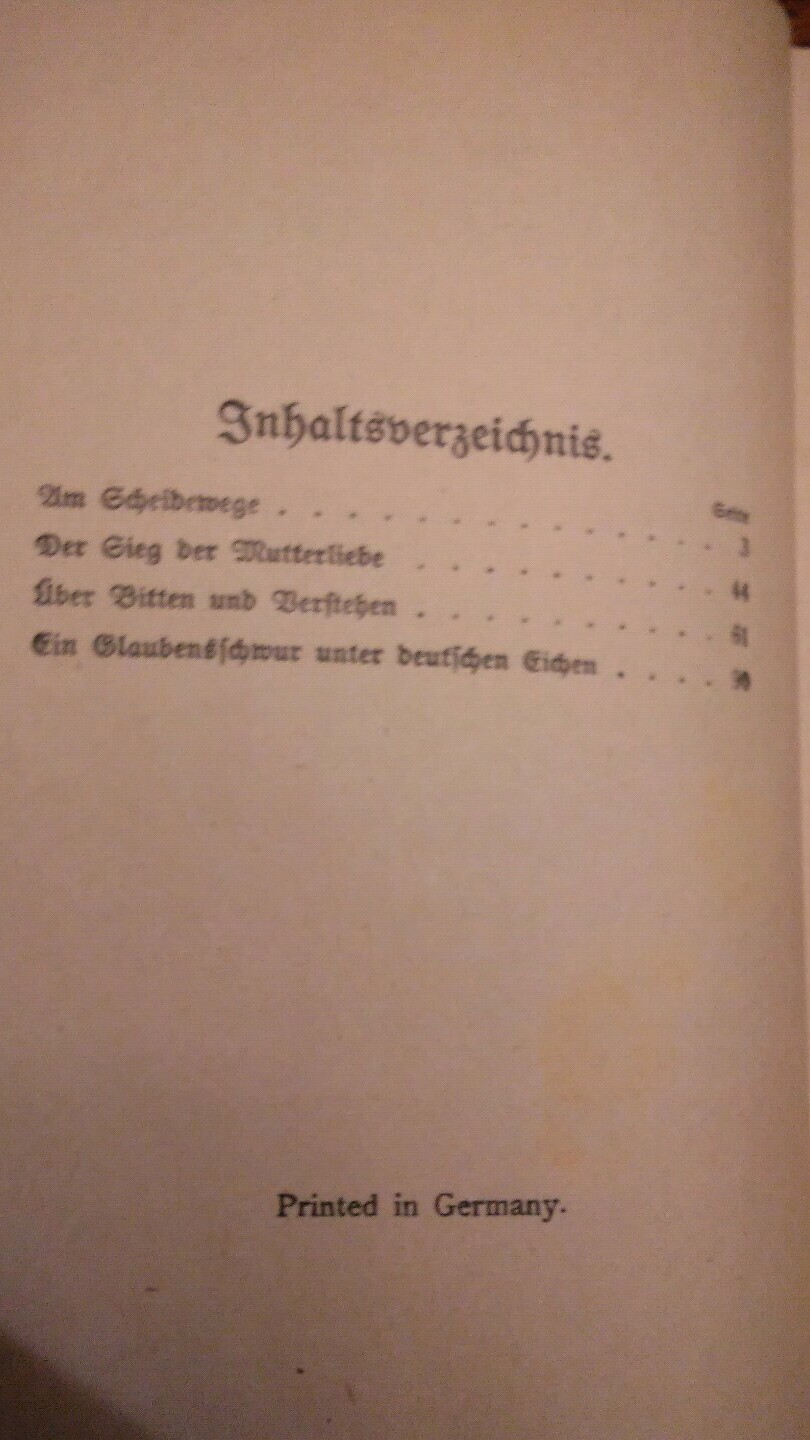 Inhaltsverzeichnis.
Seite
Am Scheidewege . . . . . . . . . . . . . 3
Der Sieg der Mutterliebe . . . . . . . . . 44
Über Bitten und Verstehen . . . . . . . . . 61
Ein Glaubensschwur unter deutschen Eichen . . . .
Printed in Germany.